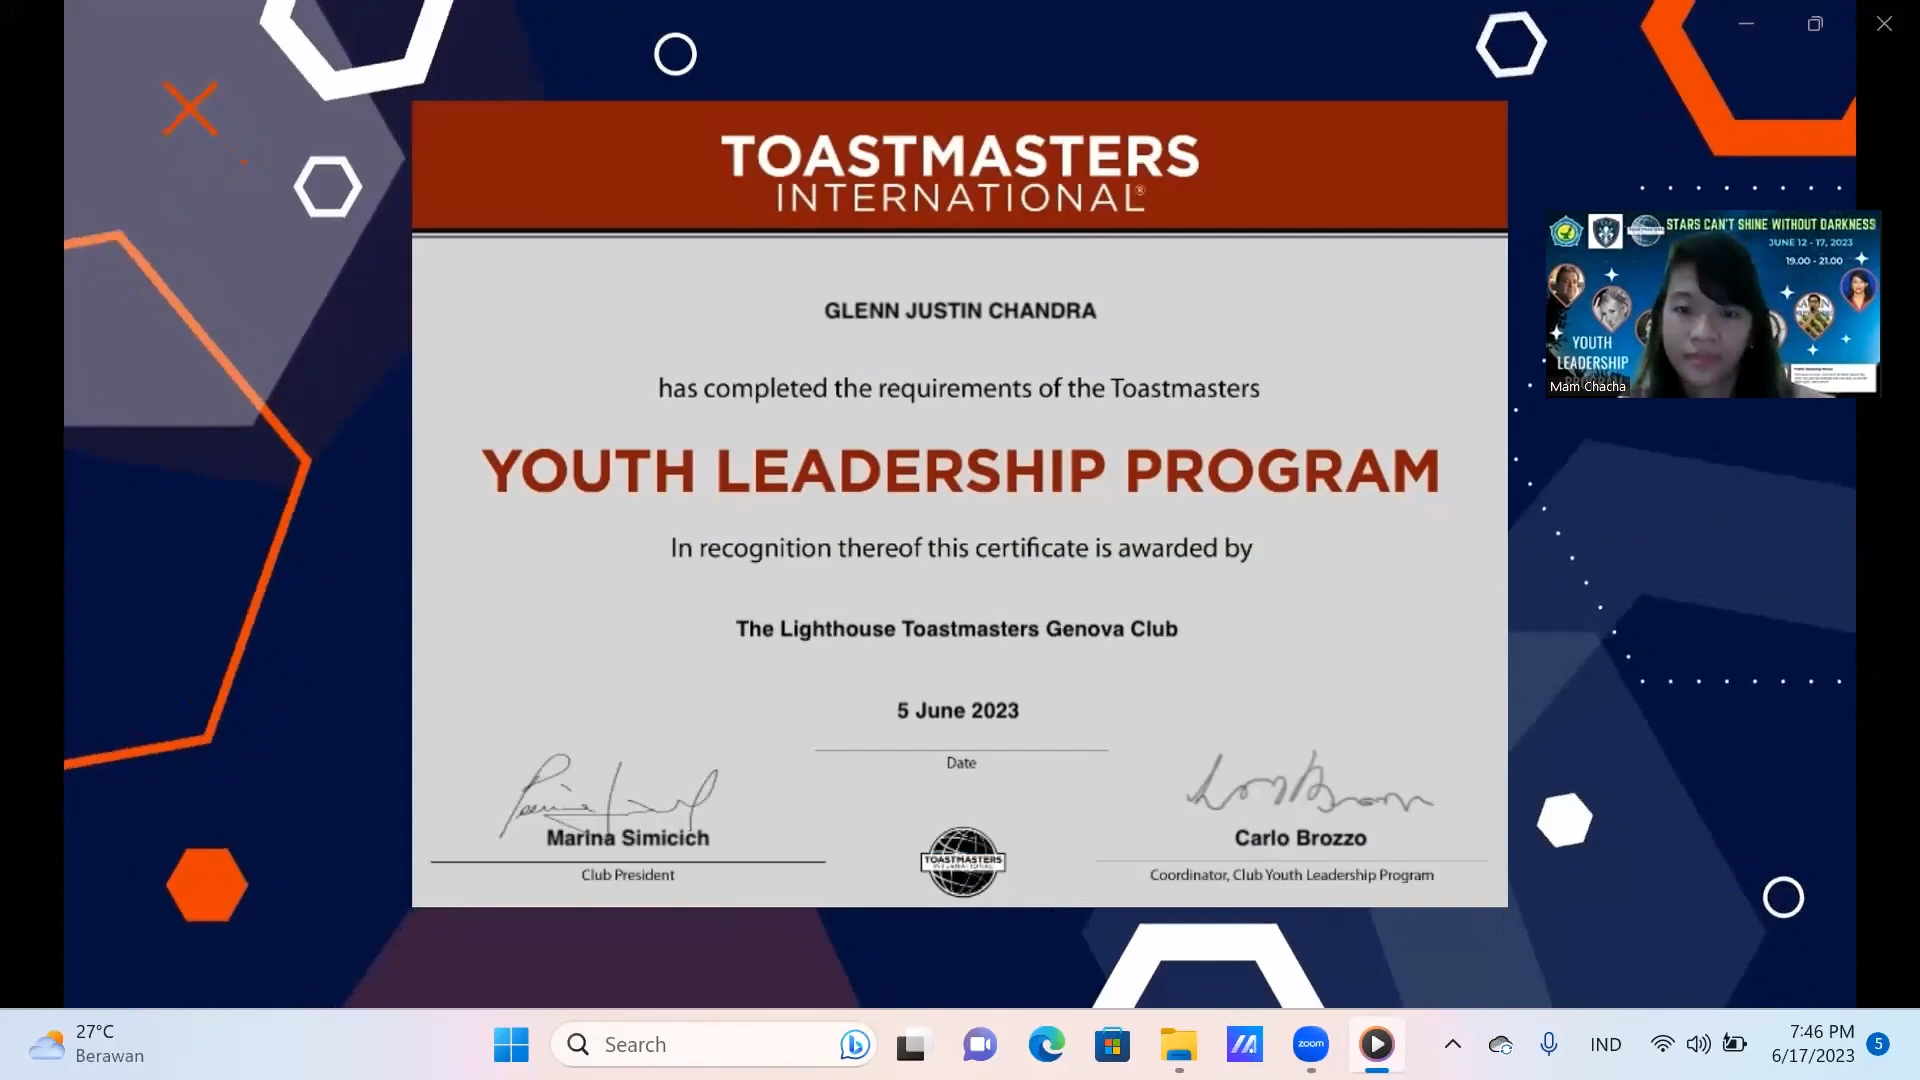 TOASTMASTERS
INTERNATIONAL®
GLENN JUSTIN CHANDRA
has completed the requirements of the Toastmasters
YOUTH LEADERSHIP PROGRAM
In recognition thereof this certificate is awarded by
The Lighthouse Toastmasters Genova Club
5 June 2023
Date
Marina Simicich
Club President
TOASTMASTERS
INTERNATIONAL
Carlo Brozzo
Coordinator, Club Youth Leadership Program
STARS CAN'T SHINE WITHOUT DARKNESS
JUNE 12 - 17, 2023
19.00 - 21.00
YOUTH
LEADERSHIP
Mam Chacha
27°C
Berawan
Search
zoom
IND
7:46 PM
6/17/2023
5